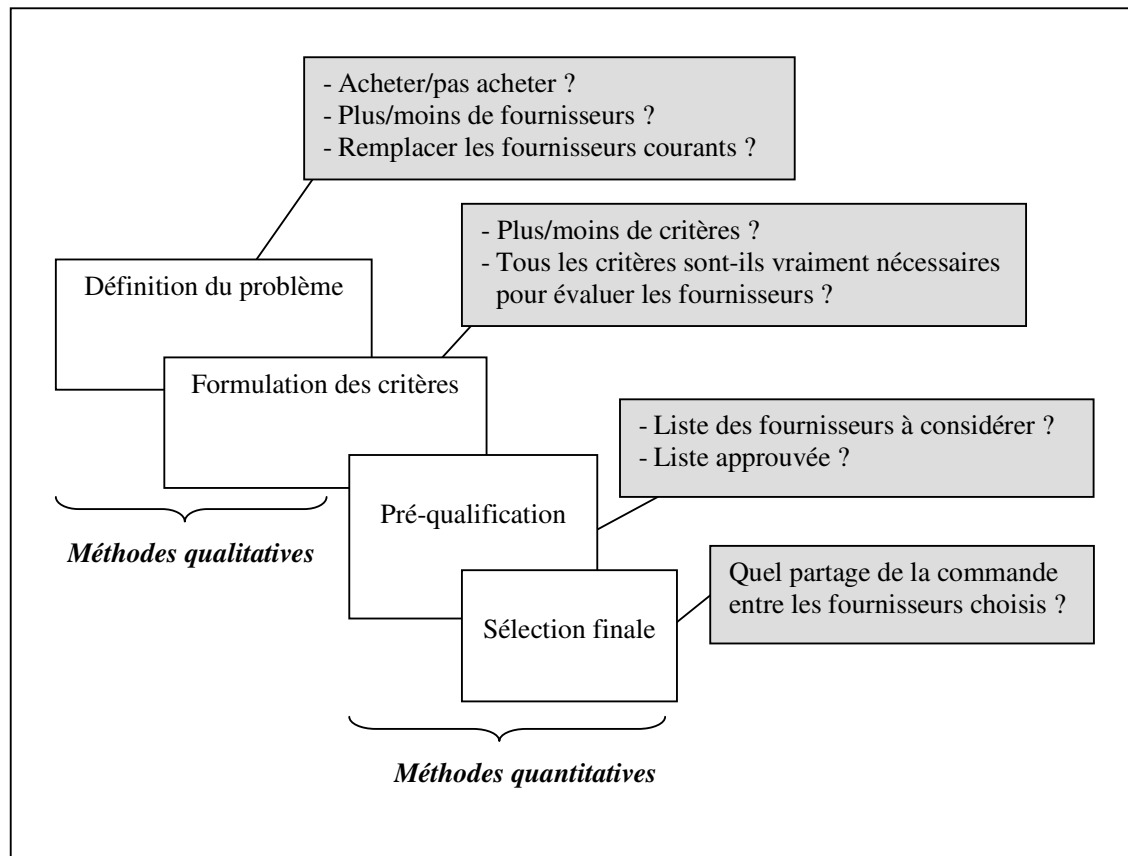 - Acheter/pas acheter ?
- Plus/moins de fournisseurs ?
- Remplacer les fournisseurs courants ?
- Plus/moins de critères ?
- Tous les critères sont-ils vraiment nécessaires
pour évaluer les fournisseurs ?
Définition du problème
Formulation des critères
- Liste des fournisseurs à considérer ?
- Liste approuvée ?
Pré-qualification
Méthodes qualitatives
Quel partage de la commande
entre les fournisseurs choisis ?
Sélection finale
Méthodes quantitatives